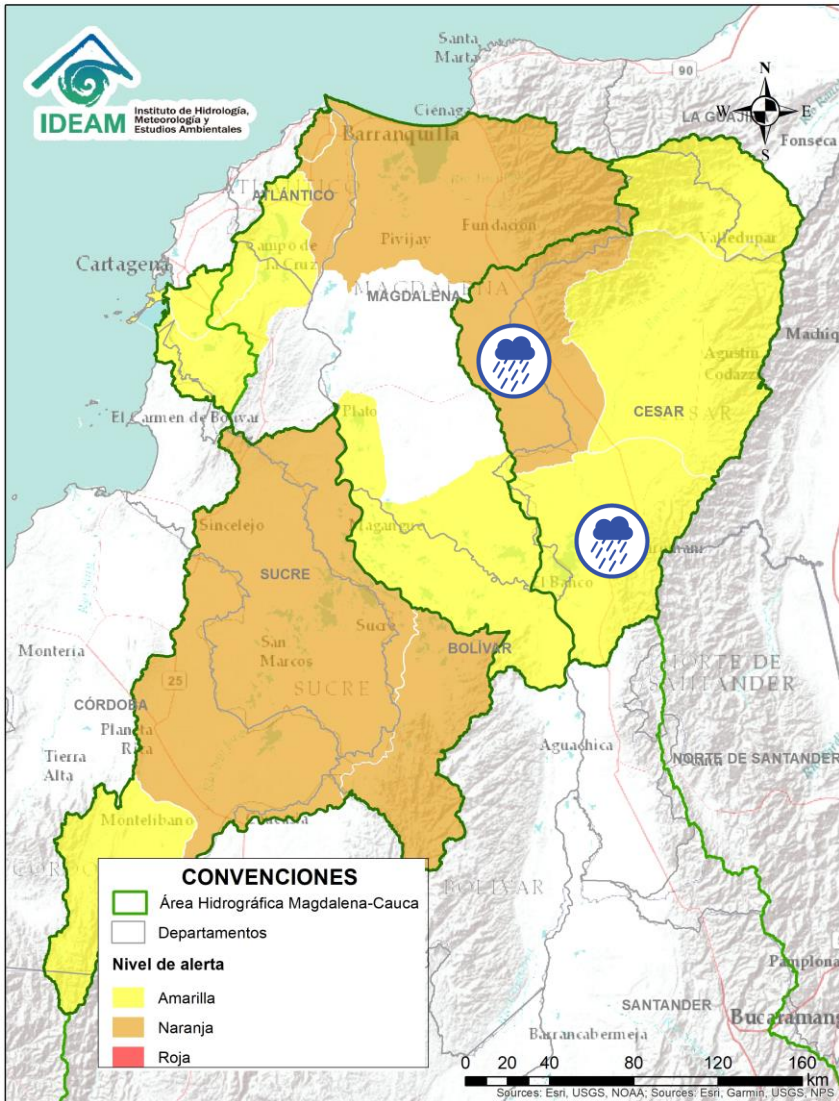 IDEAM
Instituto de Hidrología,
Meteorología y
Estudios Ambientales
Santa
Marta
90
N
W
E
S
LA GUAJI
Fonseca
Ciénaga
Barranquilla
ATLÁNTICO
Fundación
Pivijay
Valledupar
Campo de
la Cruz
Cartagena
MAGDALENA
Agustín
Codazzi
El Carmen de Bolívar
Plato
CESAR
Sincelejo
Magangué
SUCRE
El Banco
Sucre
Montería
San
Marcos
BOLÍVAR
SUCRE
NORTE DE
SANTANDER
25
CÓRDOBA
Planeta
Rica
Tierra
Alta
Aguachica
NORTE DE SANTANDER
Montelíbano
Caucasia
BOLÍVAR
CONVENCIONES
Área Hidrográfica Magdalena-Cauca
Departamentos
Nivel de alerta
Amarilla
Naranja
Roja
Pamplona
SANTANDER
Bucaramang
Barrancabermeja
0 20 40 80 120 160
km
Sources: Esri, USGS, NOAA; Sources: Esri, Garmin, USGS, NPS